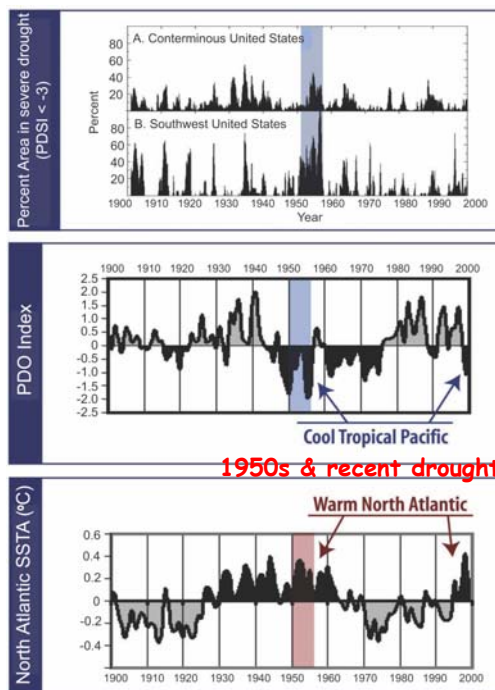 Percent Area in severe drought
(PDSI < -3)
Percent
80
60
40
20
A. Conterminous United States
80
60
40
20
B. Southwest United States
1900 1910 1920 1930 1940 1950 1960 1970 1980 1990 2000
Year
PDO Index
1900 1910 1920 1930 1940 1950 1960 1970 1980 1990 2000
2.5
2.0
1.5
1.0
0.5
0
-0.5
-1.0
-1.5
-2.0
-2.5
Cool Tropical Pacific
1950s & recent drought
North Atlantic SSTA (ºC)
Warm North Atlantic
0.6
0.4
0.2
0
-0.2
-0.4
1900 1910 1920 1930 1940 1950 1960 1970 1980 1990 2000